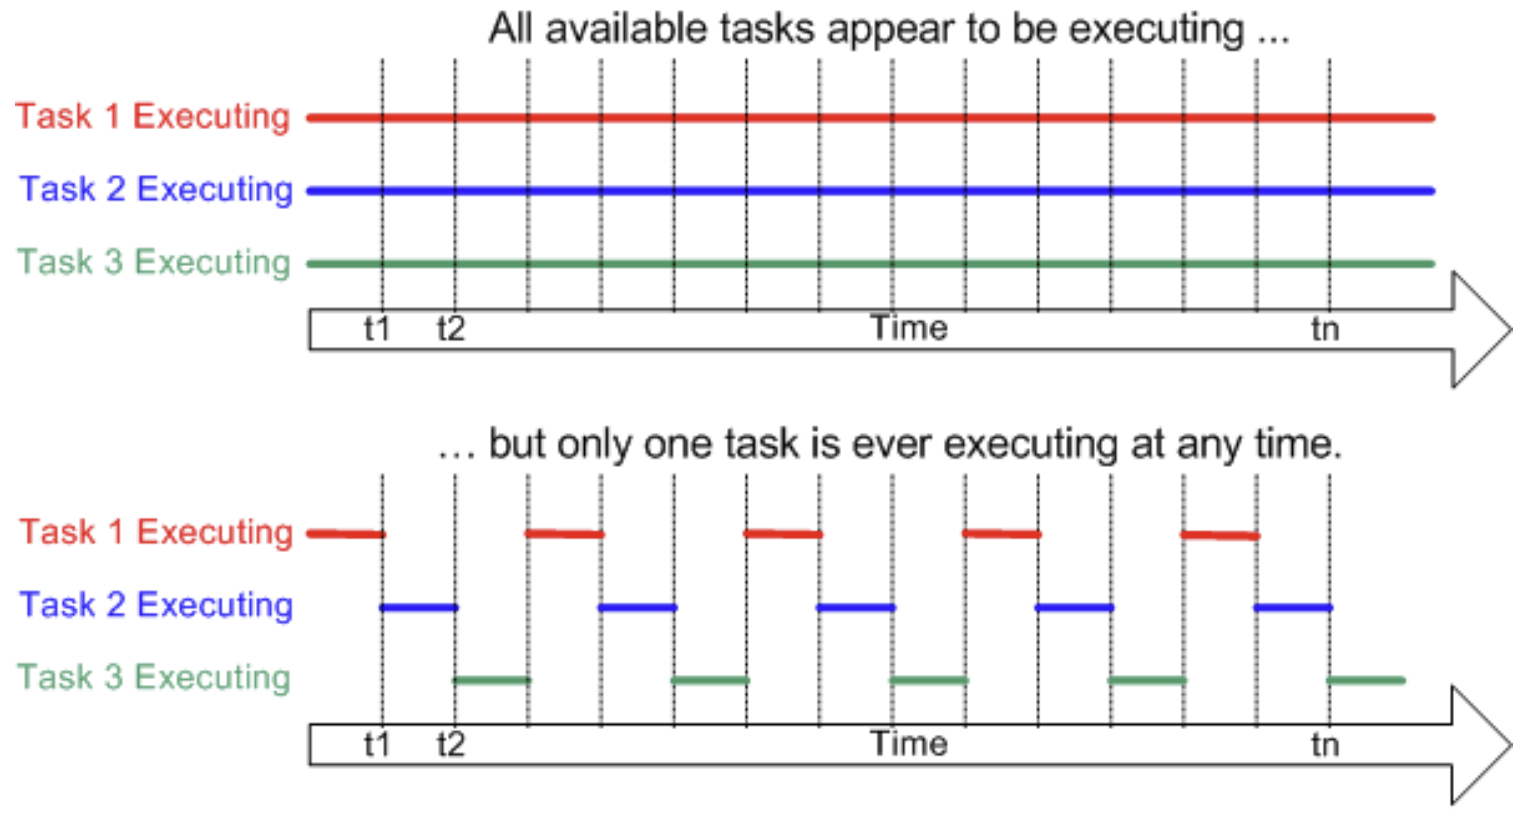 All available tasks appear to be executing ...
Task 1 Executing
Task 2 Executing
Task 3 Executing
t1 t2 Time tn
... but only one task is ever executing at any time.
Task 1 Executing
Task 2 Executing
Task 3 Executing
t1 t2 Time tn